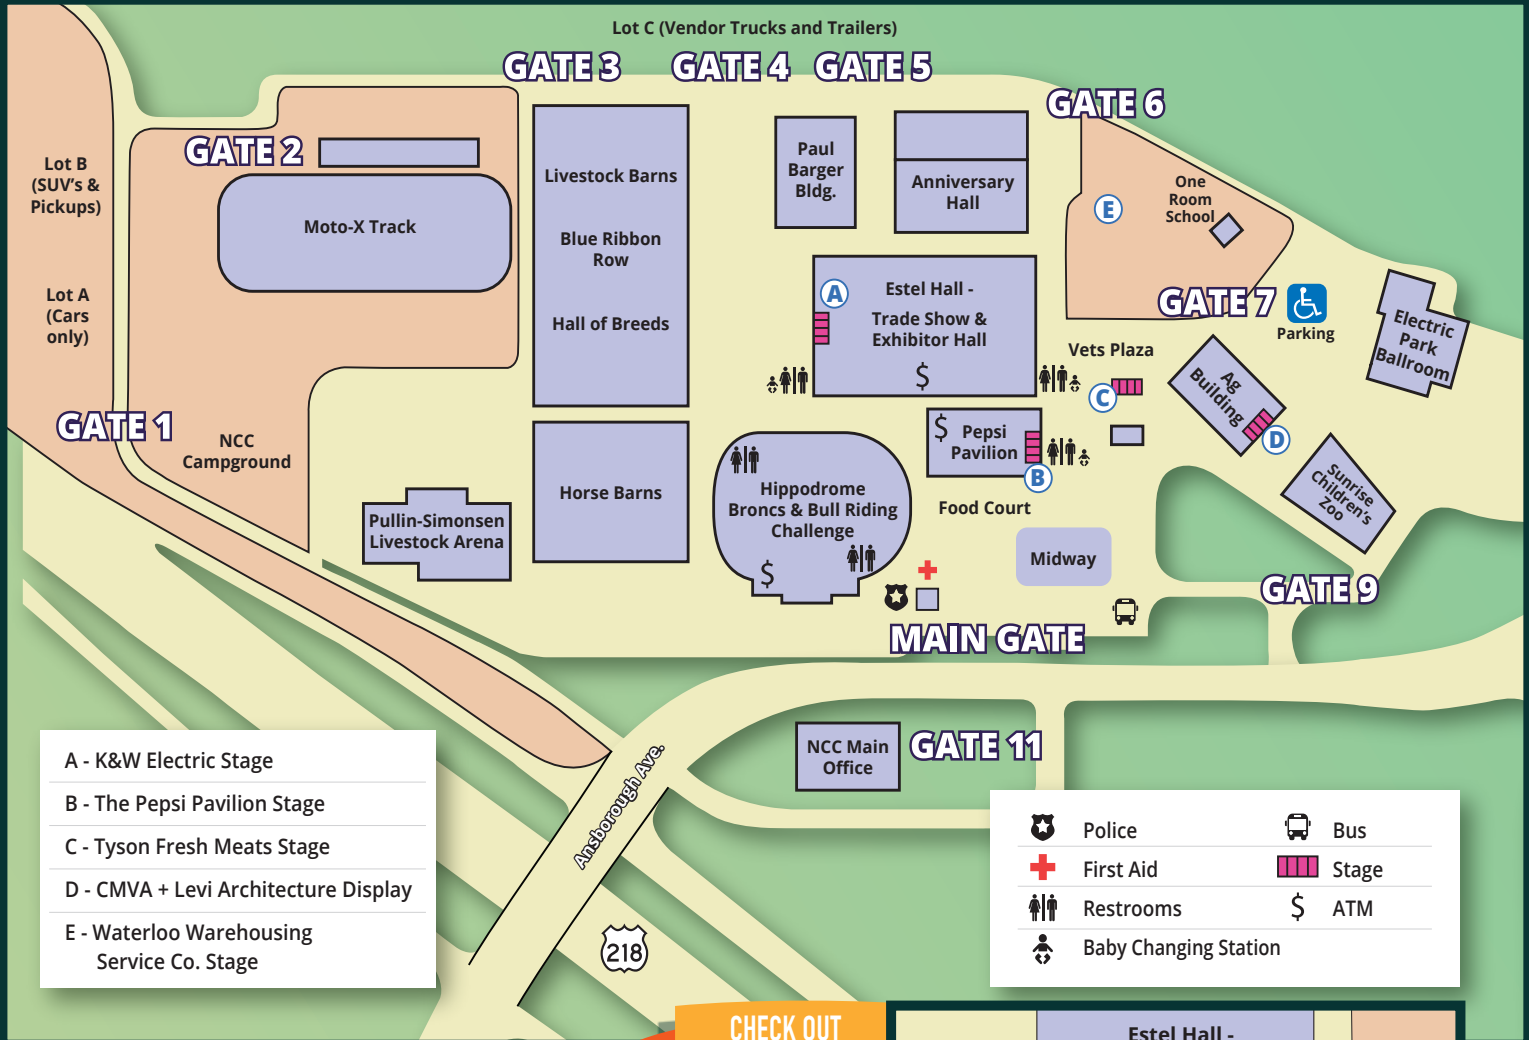 Lot C (Vendor Trucks and Trailers)
GATE 3
GATE 4
GATE 5
GATE 6
GATE 2
Lot B
(SUV's &
Pickups)
Lot A
(Cars
only)
GATE 1
Moto-X Track
NCC
Campground
Livestock Barns
Blue Ribbon
Row
Hall of Breeds
Horse Barns
Pullin-Simonsen
Livestock Arena
Paul
Barger
Bldg.
Anniversary
Hall
A
Estel Hall -
Trade Show &
Exhibitor Hall
$
E
One
Room
School
GATE 7
Parking
Electric
Park
Ballroom
Vets Plaza
C
Ag
Building
D
Sunrise
Children's
Zoo
$
Pepsi
Pavilion
B
Food Court
Hippodrome
Broncs & Bull Riding
Challenge
$
Midway
MAIN GATE
GATE 9
NCC Main
Office
GATE 11
Ansborough Ave.
218
A - K&W Electric Stage
B - The Pepsi Pavilion Stage
C - Tyson Fresh Meats Stage
D - CMVA + Levi Architecture Display
E - Waterloo Warehousing
Service Co. Stage
Police
Bus
First Aid
Stage
Restrooms
$ ATM
Baby Changing Station
CHECK OUT
Estel Hall -